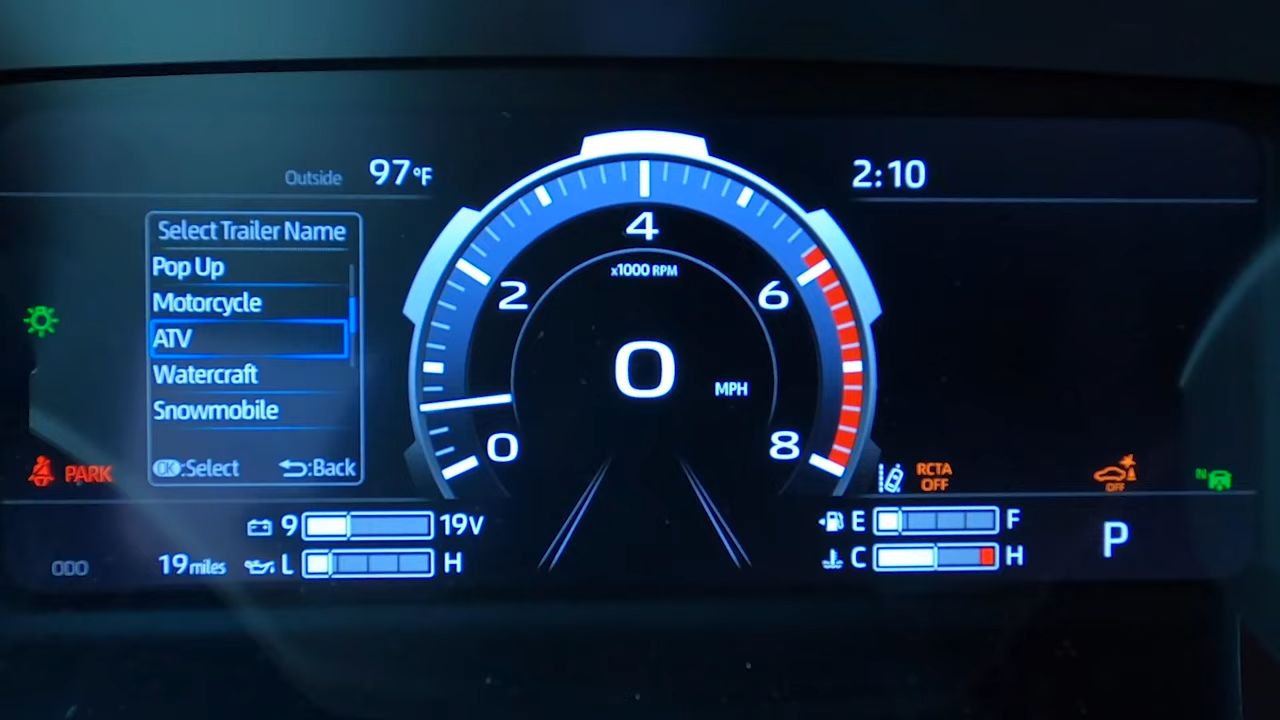 Outside 97°F
2:10
Select Trailer Name
Pop Up
Motorcycle
ATV
Watercraft
Snowmobile
OK:Select Back
PARK
0
2
4
6
8
x1000 RPM
0 MPH
RCTA
OFF
OFF
N
9 19V
E F
ODO 19 miles
L H
C H
P